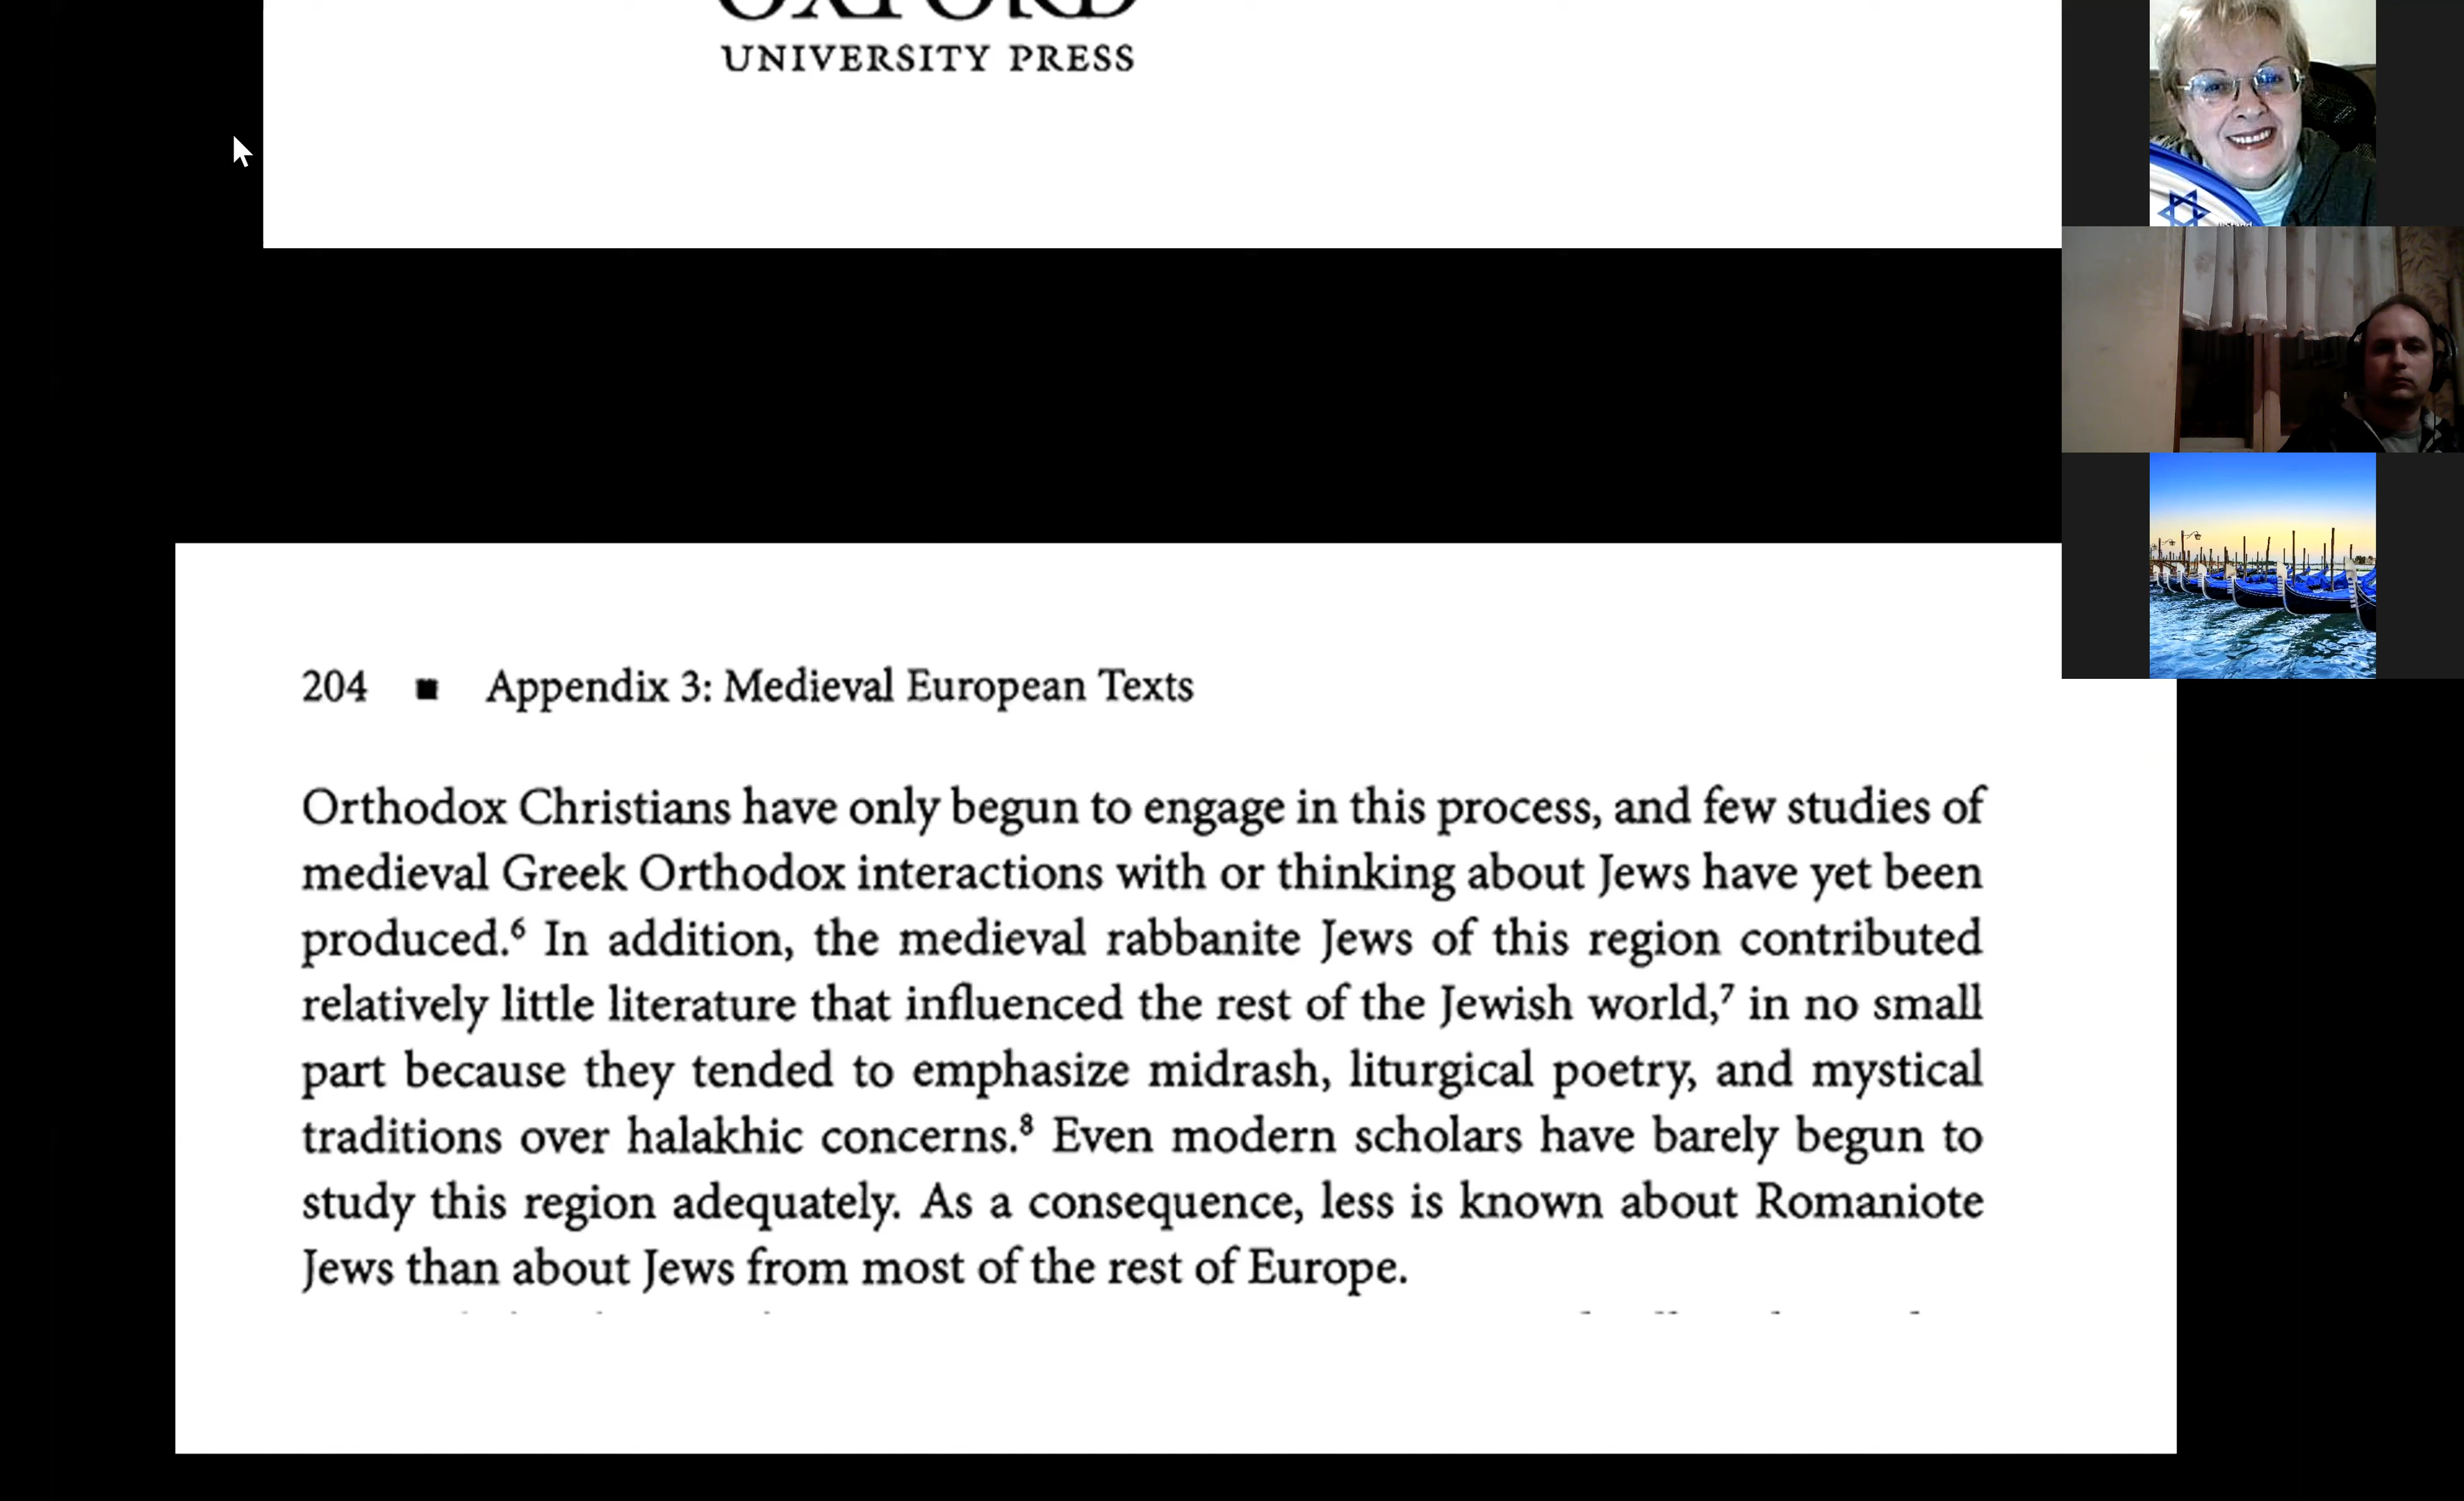 OXFORD
UNIVERSITY PRESS
204 ■ Appendix 3: Medieval European Texts
Orthodox Christians have only begun to engage in this process, and few studies of
medieval Greek Orthodox interactions with or thinking about Jews have yet been
produced.⁶ In addition, the medieval rabbanite Jews of this region contributed
relatively little literature that influenced the rest of the Jewish world,⁷ in no small
part because they tended to emphasize midrash, liturgical poetry, and mystical
traditions over halakhic concerns.⁸ Even modern scholars have barely begun to
study this region adequately. As a consequence, less is known about Romaniote
Jews than about Jews from most of the rest of Europe.